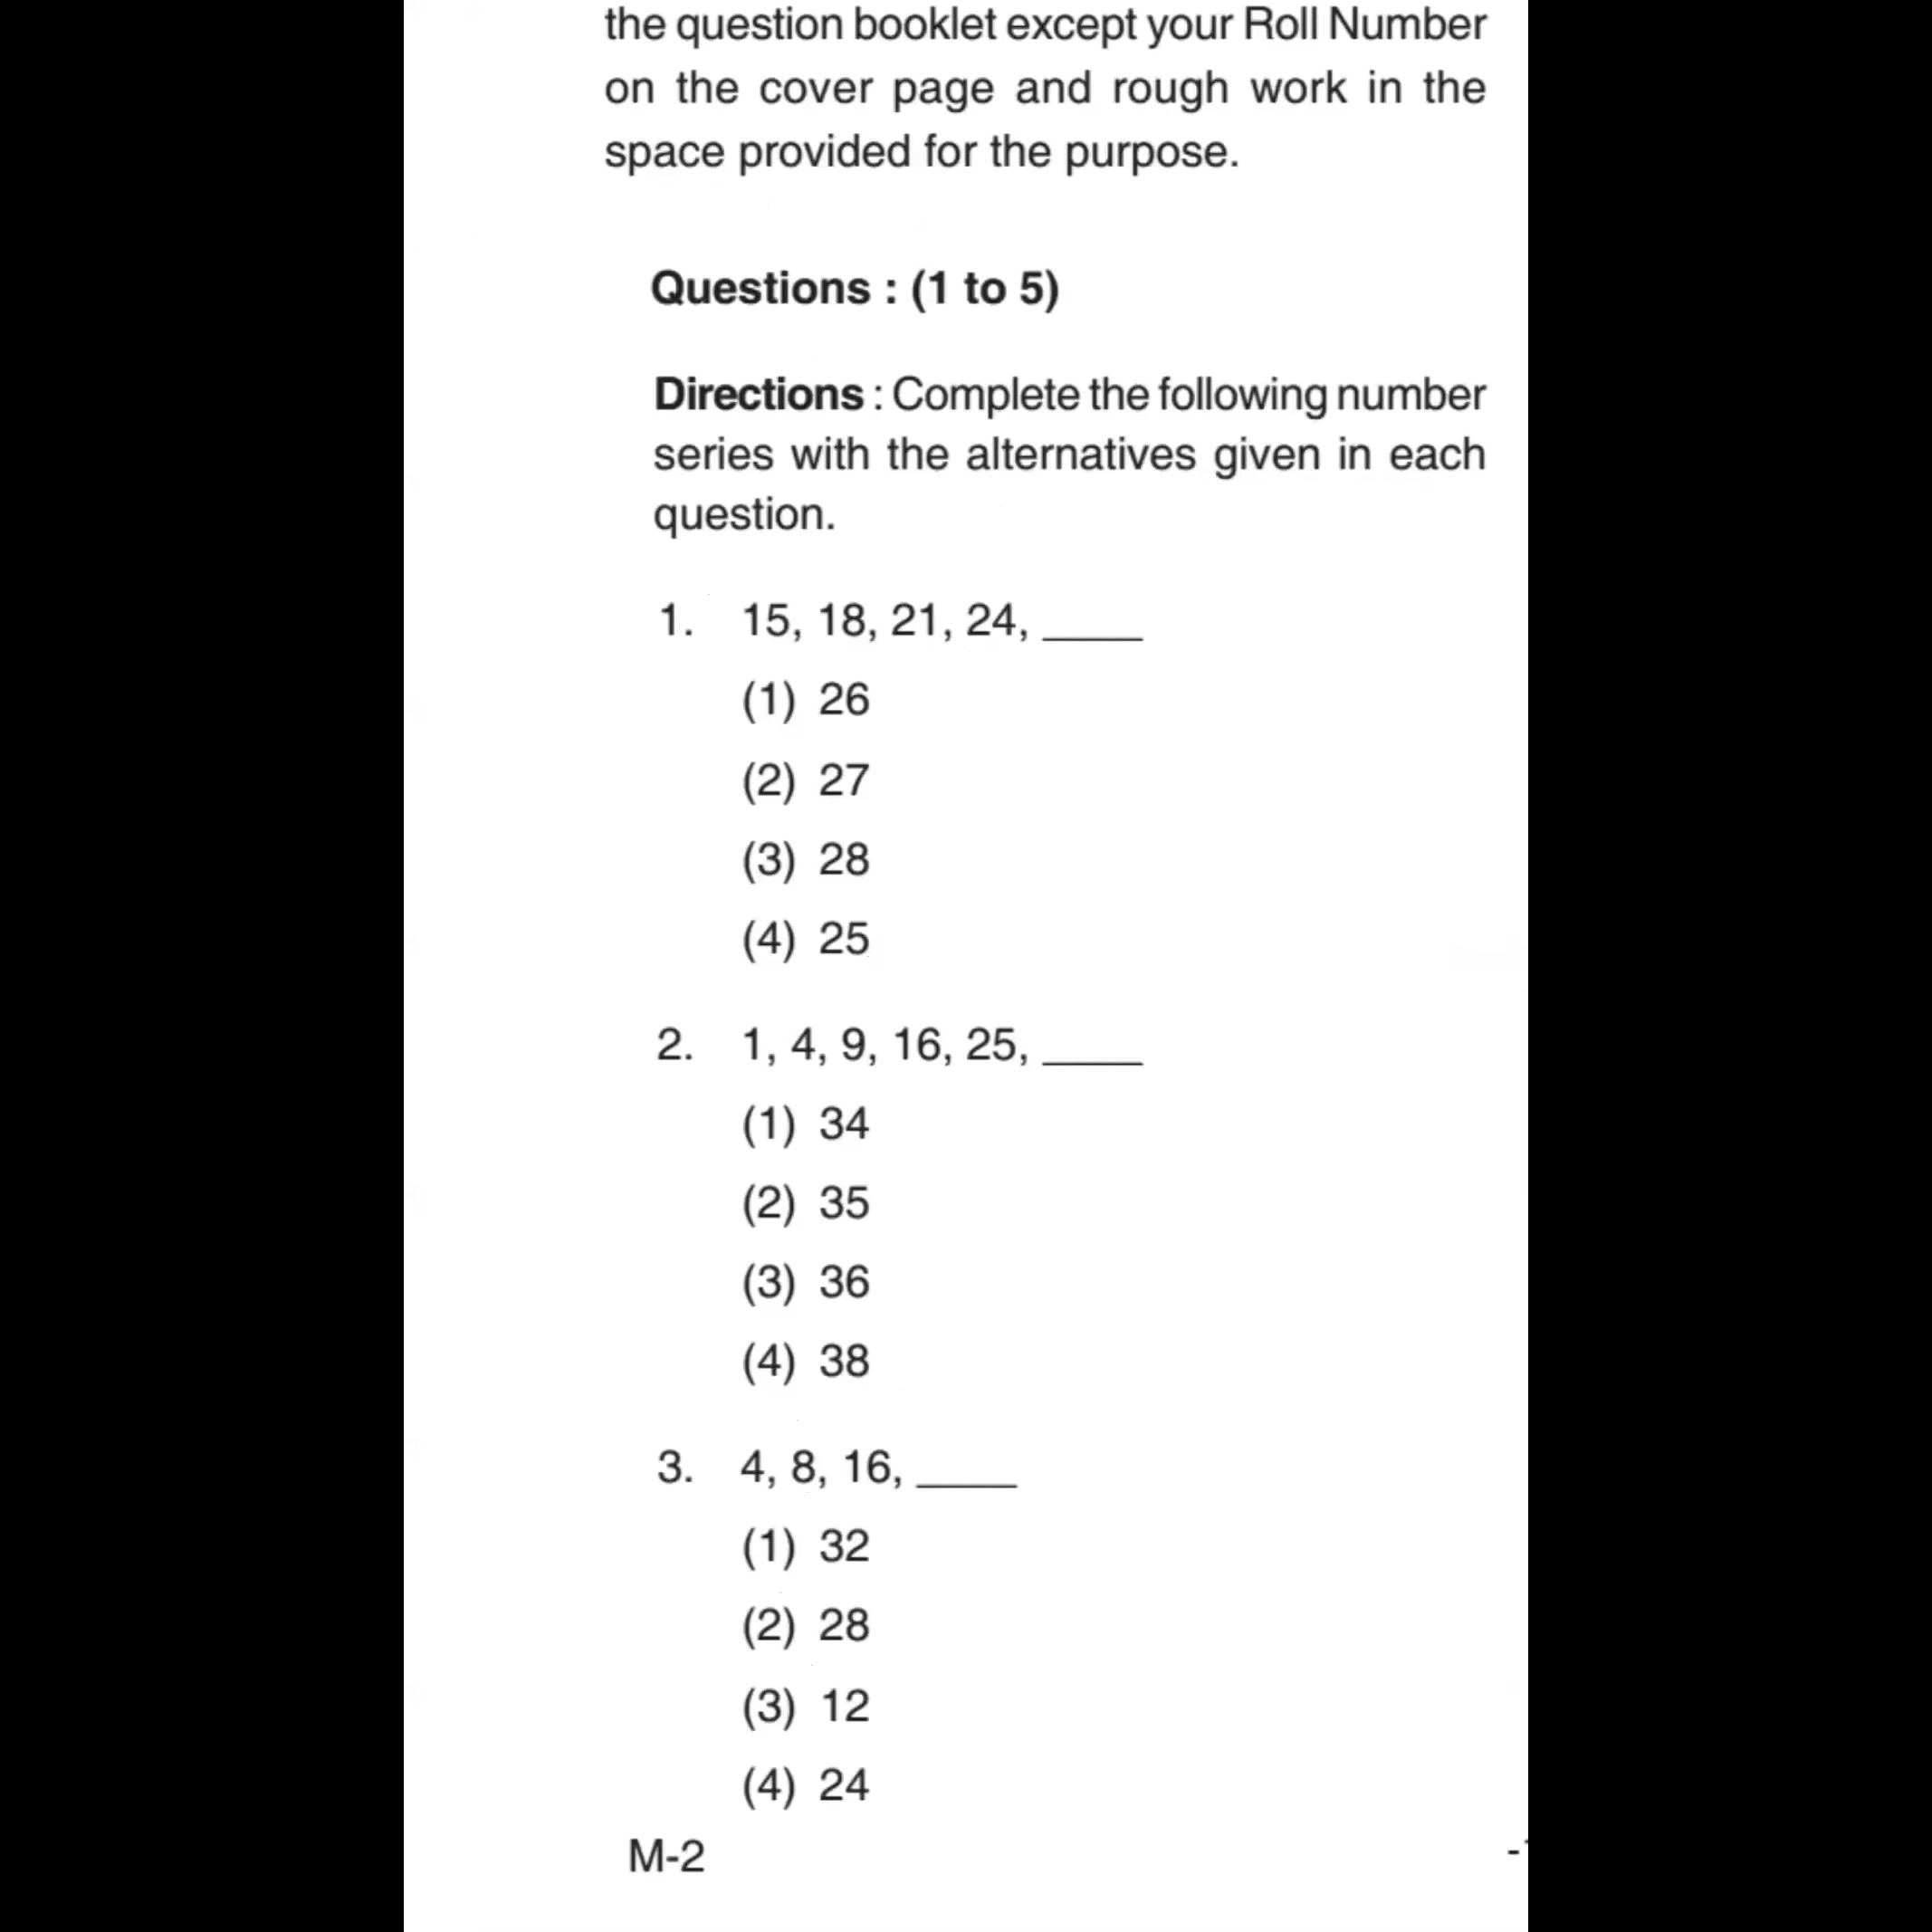 the question booklet except your Roll Number
on the cover page and rough work in the
space provided for the purpose.
Questions : (1 to 5)
Directions : Complete the following number
series with the alternatives given in each
question.
1. 15, 18, 21, 24, ____
(1) 26
(2) 27
(3) 28
(4) 25
2. 1, 4, 9, 16, 25, ____
(1) 34
(2) 35
(3) 36
(4) 38
3. 4, 8, 16, ____
(1) 32
(2) 28
(3) 12
(4) 24
M-2